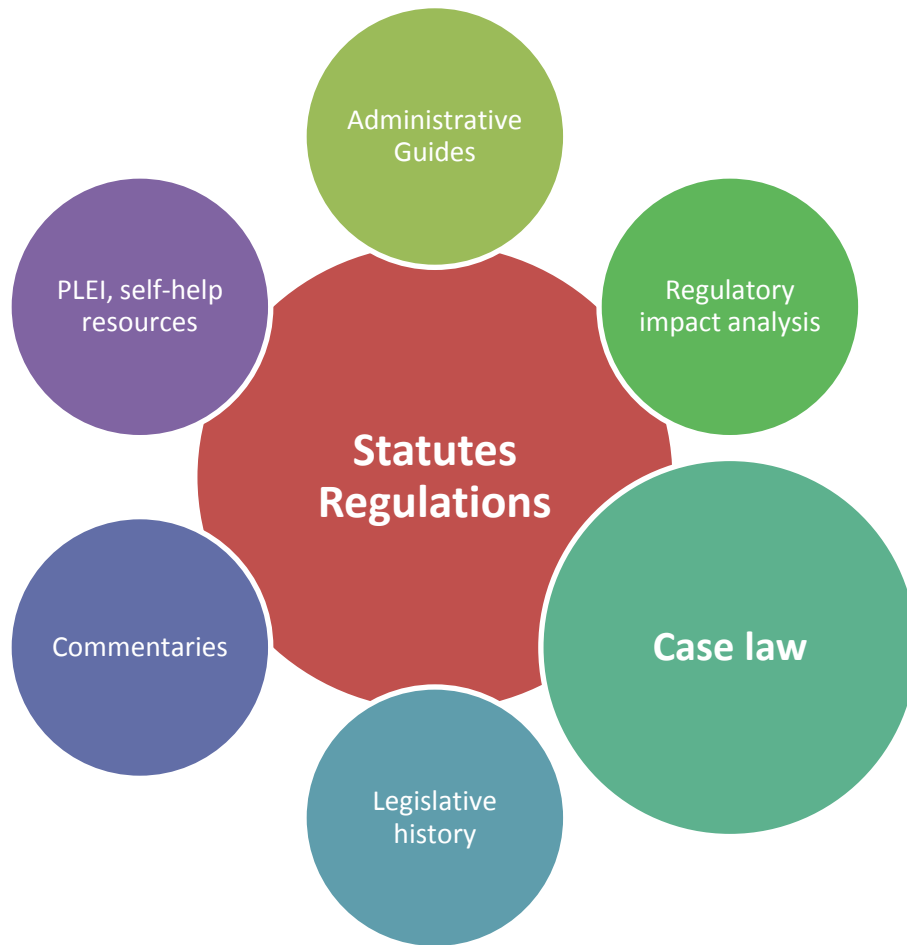 Administrative
Guides
PLEI, self-help
resources
Regulatory
impact analysis
Statutes
Regulations
Commentaries
Case law
Legislative
history